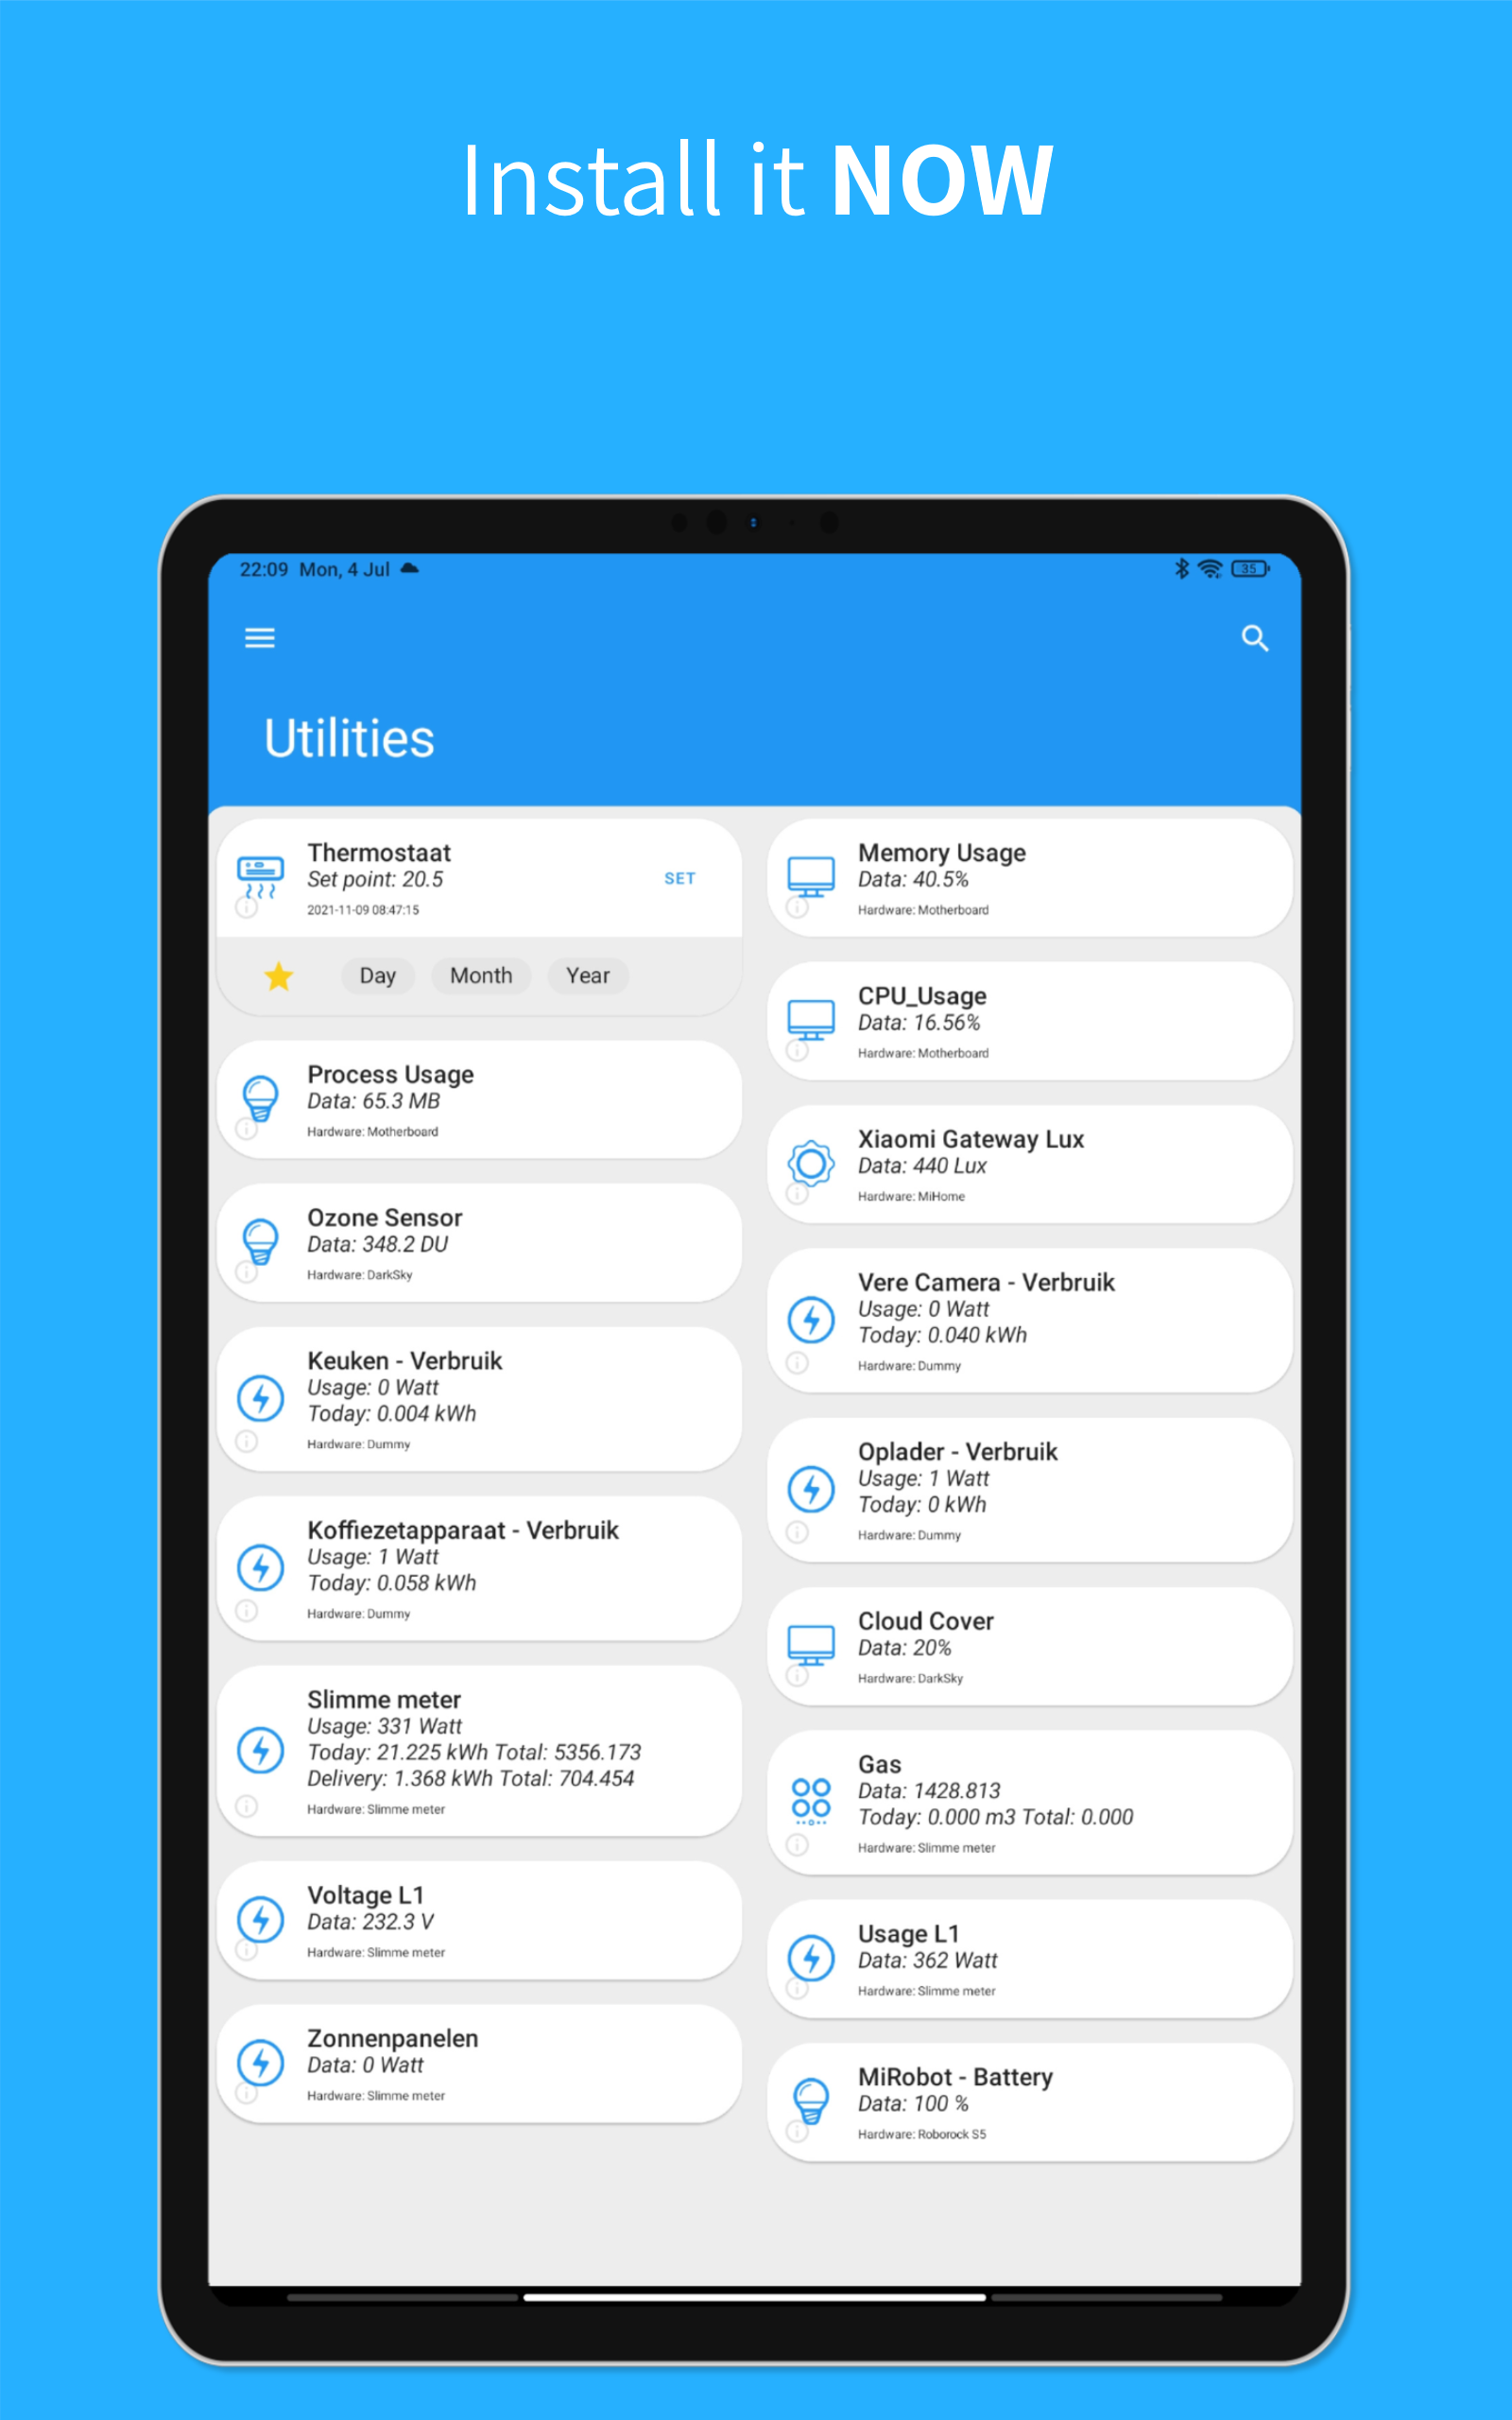 Install it NOW
22:09 Mon, 4 Jul
35
Utilities
Thermostaat
Set point: 20.5
SET
2021-11-09 08:47:15
Day Month Year
Process Usage
Data: 65.3 MB
Hardware: Motherboard
Ozone Sensor
Data: 348.2 DU
Hardware: DarkSky
Keuken - Verbruik
Usage: 0 Watt
Today: 0.004 kWh
Hardware: Dummy
Koffiezetapparaat - Verbruik
Usage: 1 Watt
Today: 0.058 kWh
Hardware: Dummy
Slimme meter
Usage: 331 Watt
Today: 21.225 kWh Total: 5356.173
Delivery: 1.368 kWh Total: 704.454
Hardware: Slimme meter
Voltage L1
Data: 232.3 V
Hardware: Slimme meter
Zonnenpanelen
Data: 0 Watt
Hardware: Slimme meter
Memory Usage
Data: 40.5%
Hardware: Motherboard
CPU_Usage
Data: 16.56%
Hardware: Motherboard
Xiaomi Gateway Lux
Data: 440 Lux
Hardware: MiHome
Vere Camera - Verbruik
Usage: 0 Watt
Today: 0.040 kWh
Hardware: Dummy
Oplader - Verbruik
Usage: 1 Watt
Today: 0 kWh
Hardware: Dummy
Cloud Cover
Data: 20%
Hardware: DarkSky
Gas
Data: 1428.813
Today: 0.000 m3 Total: 0.000
Hardware: Slimme meter
Usage L1
Data: 362 Watt
Hardware: Slimme meter
MiRobot - Battery
Data: 100 %
Hardware: Roborock S5